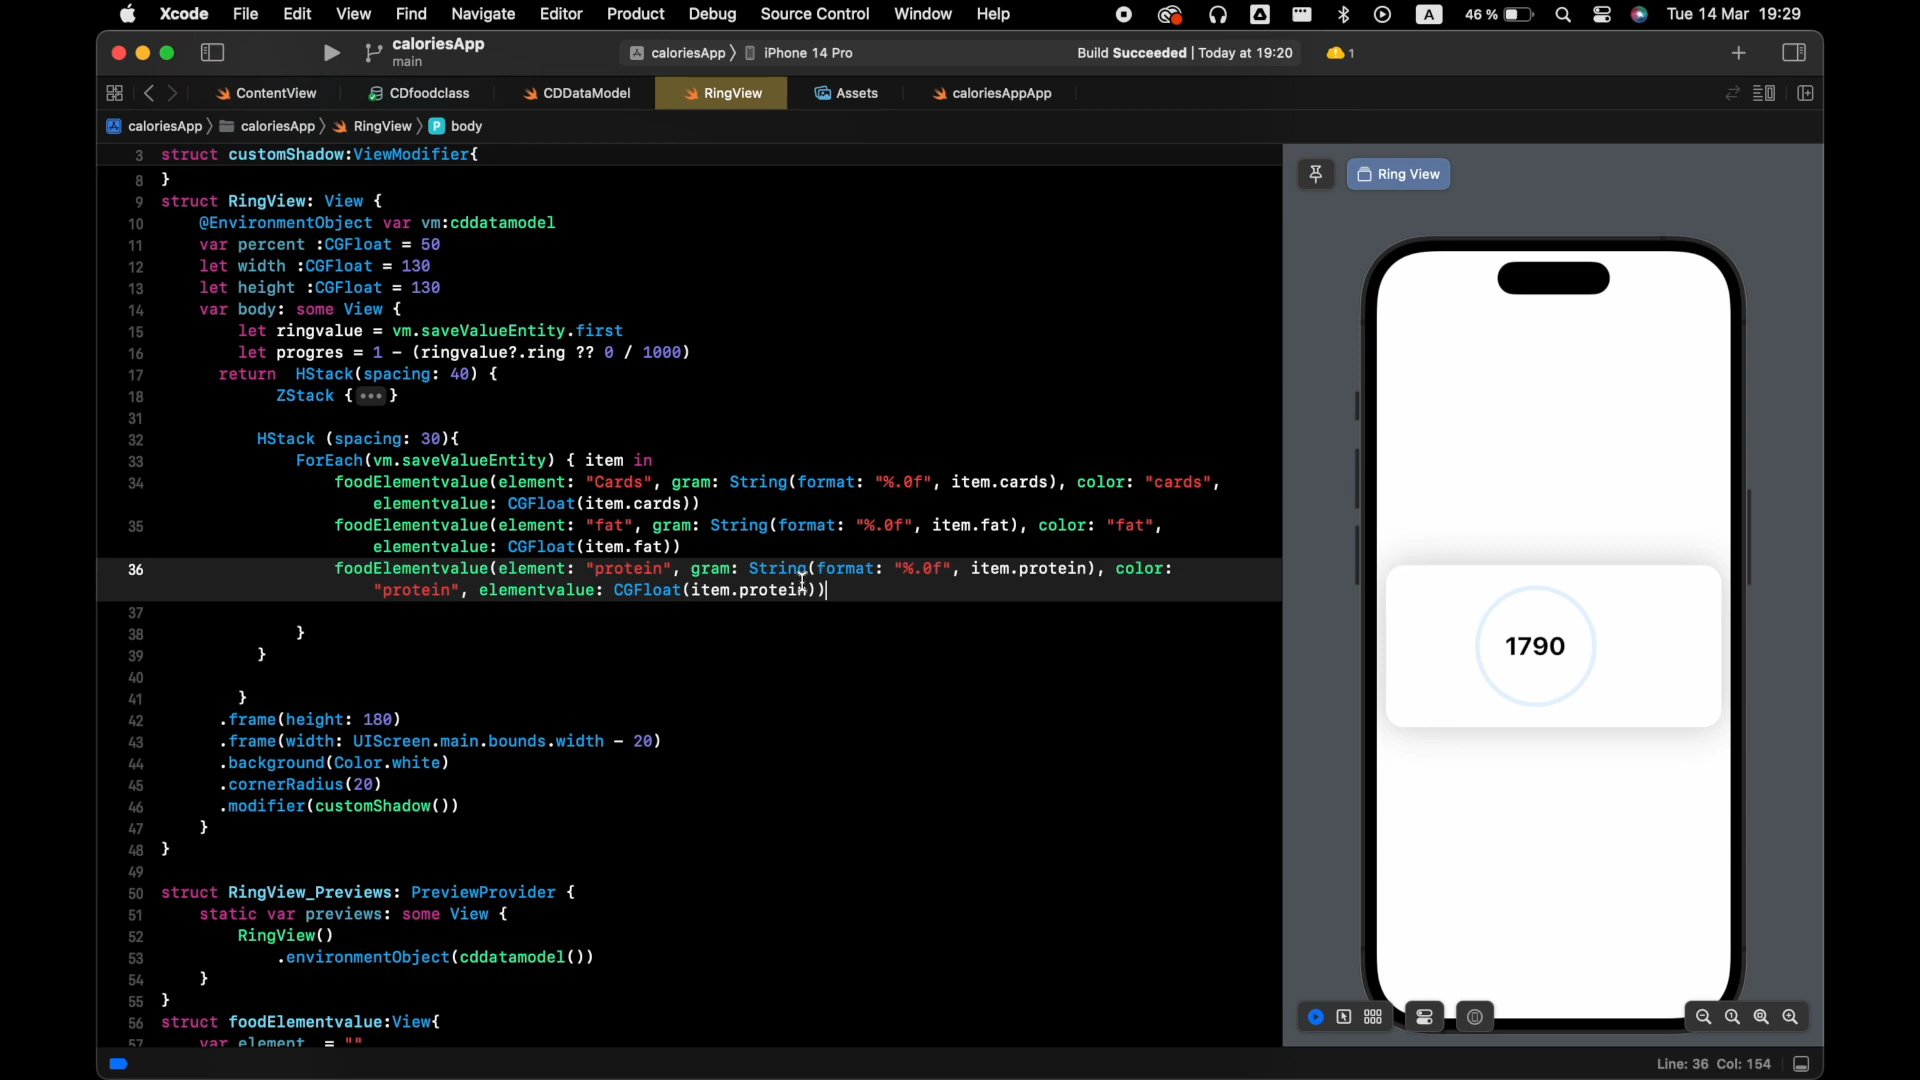 Xcode File Edit View Find Navigate Editor Product Debug Source Control Window Help A 46 % Tue 14 Mar 19:29
caloriesApp
main
caloriesApp iPhone 14 Pro Build Succeeded | Today at 19:20 1
ContentView CDfoodclass CDDataModel RingView Assets caloriesAppApp
caloriesApp caloriesApp RingView P body
3 struct customShadow:ViewModifier{
8 }
9 struct RingView: View {
10 @EnvironmentObject var vm:cddatamodel
11 var percent :CGFloat = 50
12 let width :CGFloat = 130
13 let height :CGFloat = 130
14 var body: some View {
15 let ringvalue = vm.saveValueEntity.first
16 let progres = 1 - (ringvalue?.ring ?? 0 / 1000)
17 return HStack(spacing: 40) {
18 ZStack {•••}
31
32 HStack (spacing: 30){
33 ForEach(vm.saveValueEntity) { item in
34 foodElementvalue(element: "Cards", gram: String(format: "%.0f", item.cards), color: "cards",
elementvalue: CGFloat(item.cards))
35 foodElementvalue(element: "fat", gram: String(format: "%.0f", item.fat), color: "fat",
elementvalue: CGFloat(item.fat))
36 foodElementvalue(element: "protein", gram: String(format: "%.0f", item.protein), color:
"protein", elementvalue: CGFloat(item.protein))
37
38 }
39 }
40
41 }
42 .frame(height: 180)
43 .frame(width: UIScreen.main.bounds.width - 20)
44 .background(Color.white)
45 .cornerRadius(20)
46 .modifier(customShadow())
47 }
48 }
49
50 struct RingView_Previews: PreviewProvider {
51 static var previews: some View {
52 RingView()
53 .environmentObject(cddatamodel())
54 }
55 }
56 struct foodElementvalue:View{
57 var element = ""
Ring View
1790
Line: 36 Col: 154